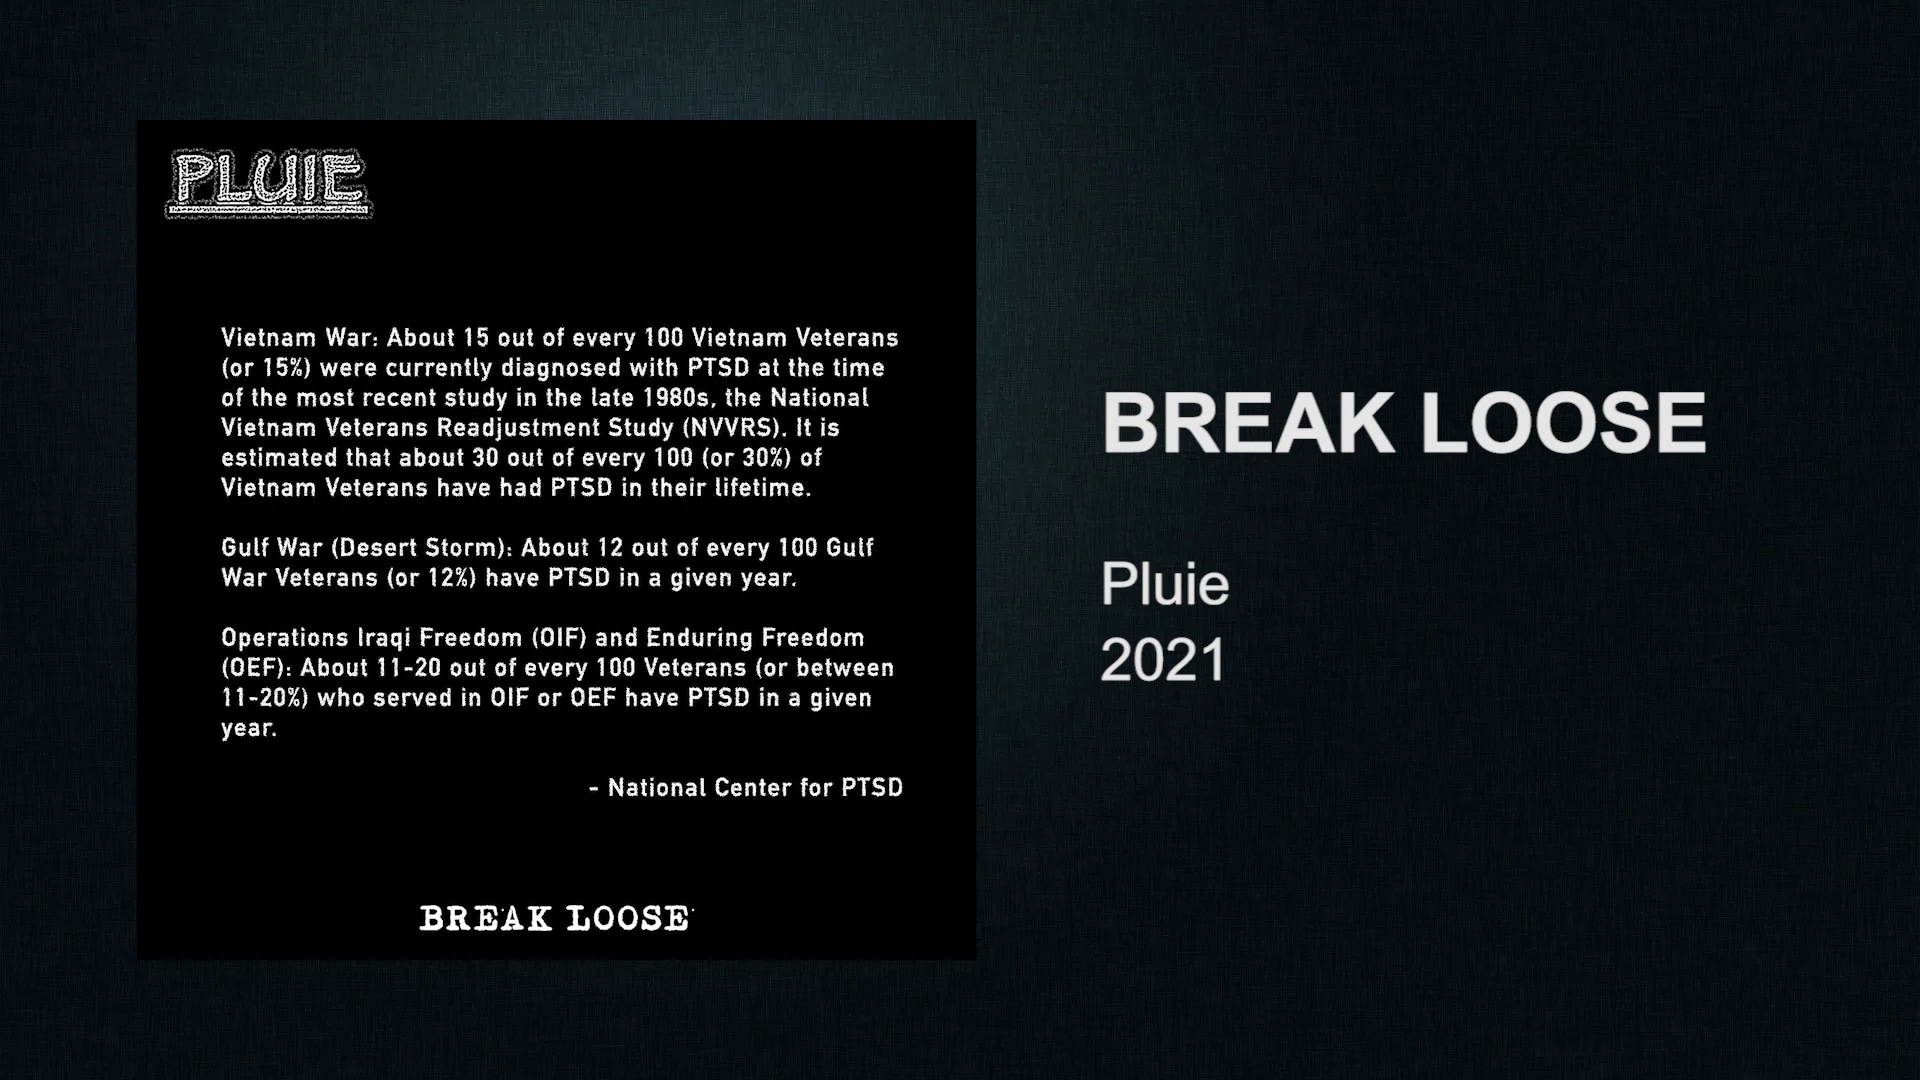 PLUIE
Vietnam War: About 15 out of every 100 Vietnam Veterans
(or 15%) were currently diagnosed with PTSD at the time
of the most recent study in the late 1980s, the National
Vietnam Veterans Readjustment Study (NVVRS). It is
estimated that about 30 out of every 100 (or 30%) of
Vietnam Veterans have had PTSD in their lifetime.
Gulf War (Desert Storm): About 12 out of every 100 Gulf
War Veterans (or 12%) have PTSD in a given year.
Operations Iraqi Freedom (OIF) and Enduring Freedom
(OEF): About 11-20 out of every 100 Veterans (or between
11-20%) who served in OIF or OEF have PTSD in a given
year.
- National Center for PTSD
BREAK LOOSE
BREAK LOOSE
Pluie
2021